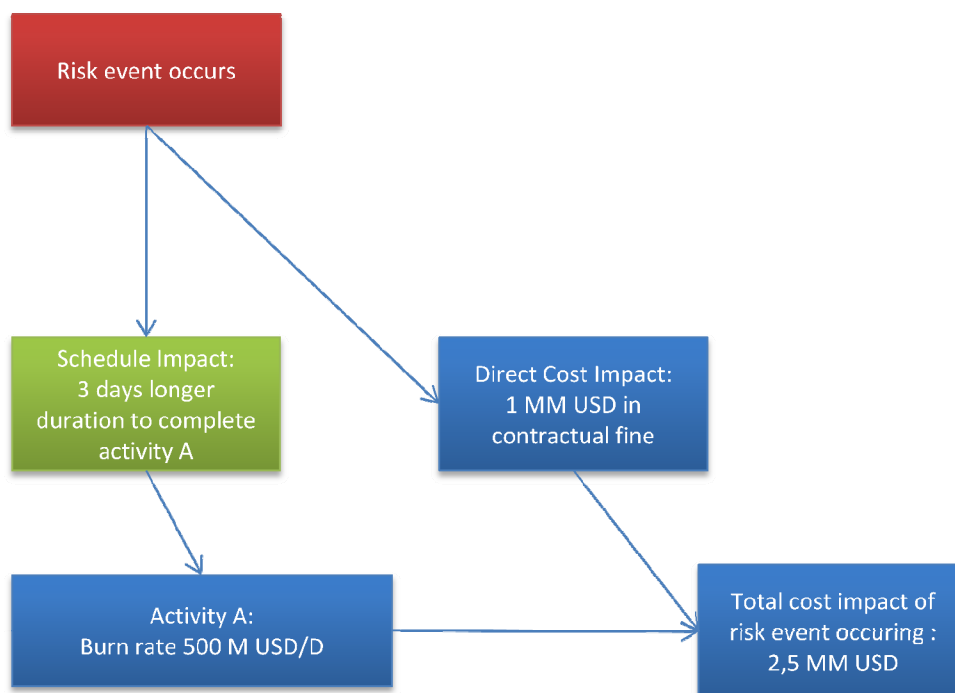 Risk event occurs
Schedule Impact:
3 days longer
duration to complete
activity A
Direct Cost Impact:
1 MM USD in
contractual fine
Activity A:
Burn rate 500 M USD/D
Total cost impact of
risk event occuring :
2,5 MM USD